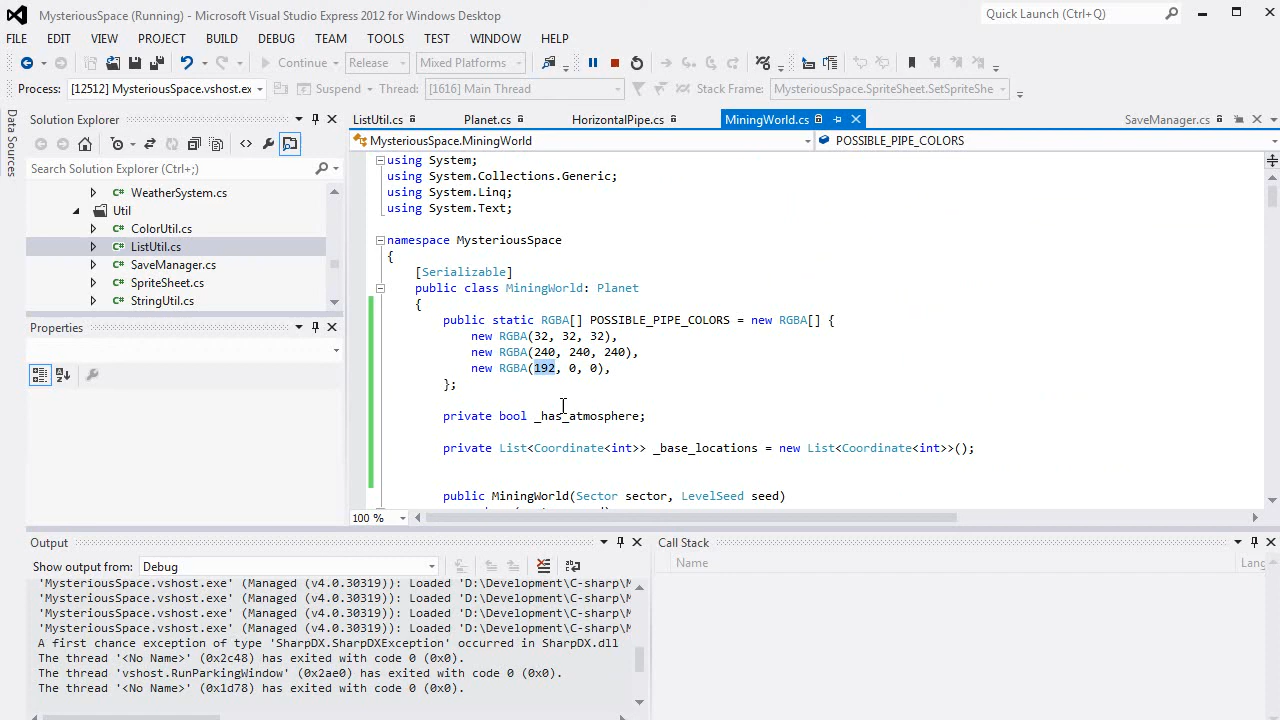 MysteriousSpace (Running) - Microsoft Visual Studio Express 2012 for Windows Desktop
Quick Launch (Ctrl+Q)
FILE EDIT VIEW PROJECT BUILD DEBUG TEAM TOOLS TEST WINDOW HELP
Continue Release Mixed Platforms
Process: [12512] MysteriousSpace.vshost.ex Suspend Thread: [1616] Main Thread Stack Frame: MysteriousSpace.SpriteSheet.SetSpriteShe
Data Sources
Solution Explorer
Search Solution Explorer (Ctrl+;)
WeatherSystem.cs
Util
C# ColorUtil.cs
C# ListUtil.cs
C# SaveManager.cs
C# SpriteSheet.cs
C# StringUtil.cs
Properties
ListUtil.cs Planet.cs HorizontalPipe.cs MiningWorld.cs SaveManager.cs
MysteriousSpace.MiningWorld POSSIBLE_PIPE_COLORS
using System;
using System.Collections.Generic;
using System.Linq;
using System.Text;
namespace MysteriousSpace
{
[Serializable]
public class MiningWorld: Planet
{
public static RGBA[] POSSIBLE_PIPE_COLORS = new RGBA[] {
new RGBA(32, 32, 32),
new RGBA(240, 240, 240),
new RGBA(192, 0, 0),
};
private bool _has_atmosphere;
private List<Coordinate<int>> _base_locations = new List<Coordinate<int>>();
public MiningWorld(Sector sector, LevelSeed seed)
100 %
Output
Show output from: Debug
'MysteriousSpace.vshost.exe' (Managed (v4.0.30319)): Loaded 'D:\Development\C-sharp\M
'MysteriousSpace.vshost.exe' (Managed (v4.0.30319)): Loaded 'D:\Development\C-sharp\M
'MysteriousSpace.vshost.exe' (Managed (v4.0.30319)): Loaded 'D:\Development\C-sharp\M
'MysteriousSpace.vshost.exe' (Managed (v4.0.30319)): Loaded 'D:\Development\C-sharp\M
A first chance exception of type 'SharpDX.SharpDXException' occurred in SharpDX.dll
The thread '<No Name>' (0x2c48) has exited with code 0 (0x0).
The thread 'vshost.RunParkingWindow' (0x2ae0) has exited with code 0 (0x0).
The thread '<No Name>' (0x1d78) has exited with code 0 (0x0).
Call Stack
Name Lang